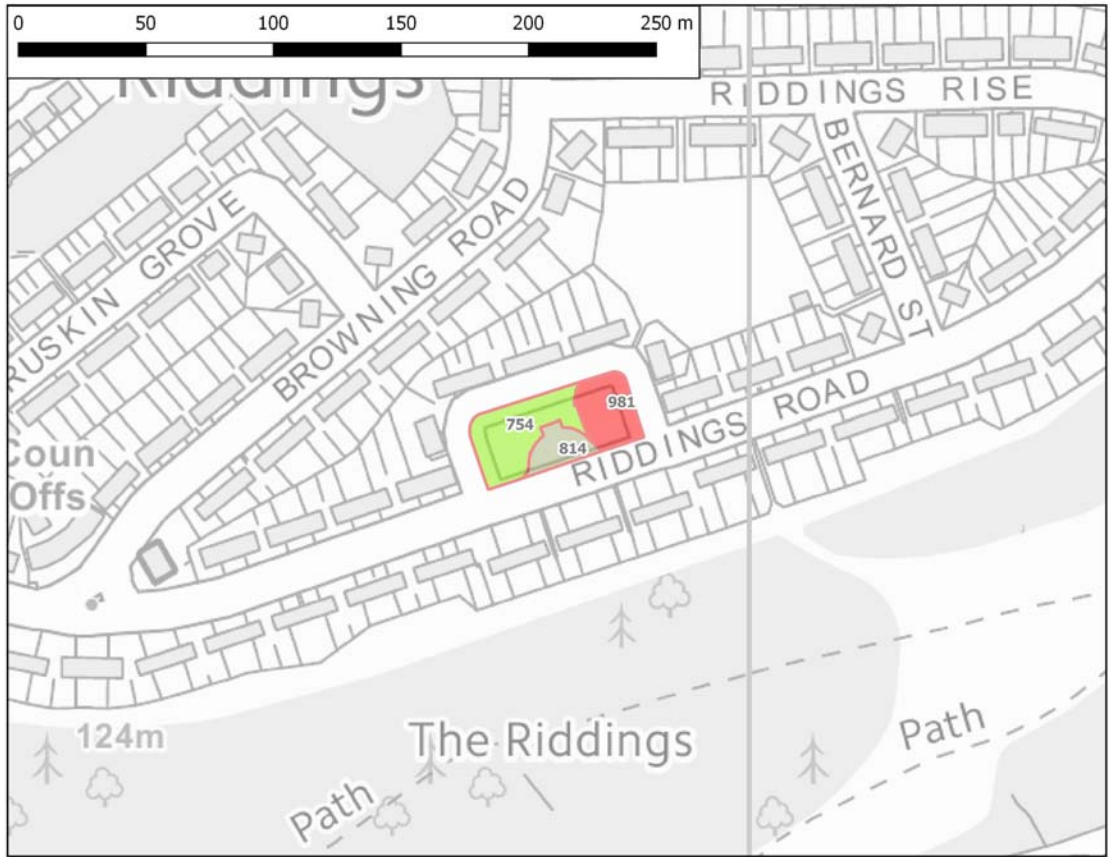 0 50 100 150 200 250 m
Riddings
RIDDINGS RISE
BERNARD ST
RUSKIN GROVE
BROWNING ROAD
981
754
814
RIDDINGS ROAD
Coun
Offs
124m
The Riddings
Path
Path